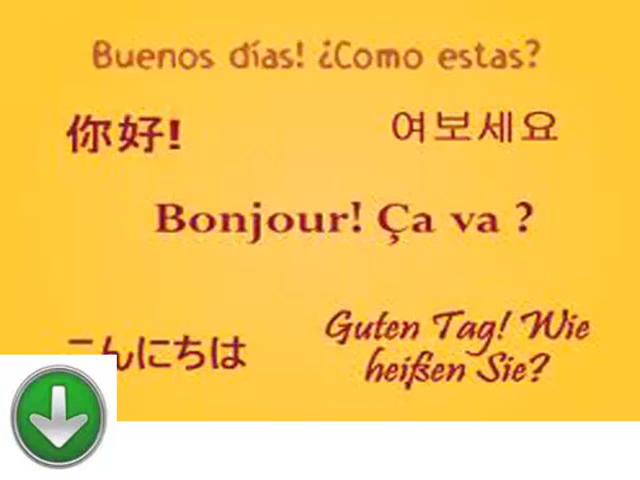 Buenos días! ¿Como estas?
你好!
여보세요
Bonjour! Ça va ?
こんにちは
Guten Tag! Wie
heißen Sie?